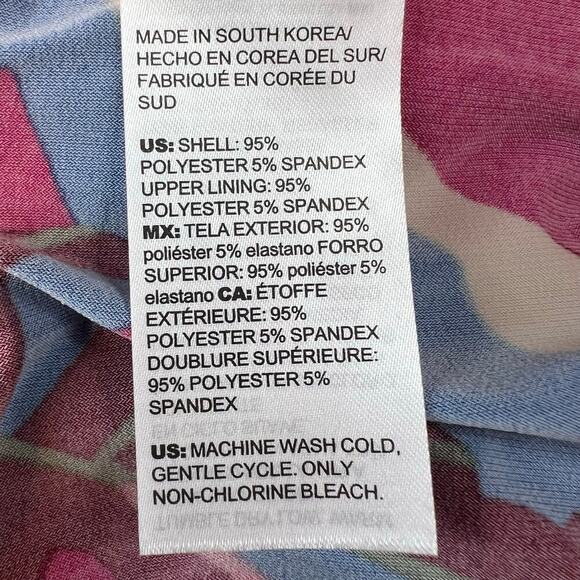 MADE IN SOUTH KOREA/
HECHO EN COREA DEL SUR/
FABRIQUÉ EN CORÉE DU
SUD
US: SHELL: 95%
POLYESTER 5% SPANDEX
UPPER LINING: 95%
POLYESTER 5% SPANDEX
MX: TELA EXTERIOR: 95%
poliéster 5% elastano FORRO
SUPERIOR: 95% poliéster 5%
elastano CA: ÉTOFFE
EXTÉRIEURE: 95%
POLYESTER 5% SPANDEX
DOUBLURE SUPÉRIEURE:
95% POLYESTER 5%
SPANDEX
US: MACHINE WASH COLD,
GENTLE CYCLE. ONLY
NON-CHLORINE BLEACH.